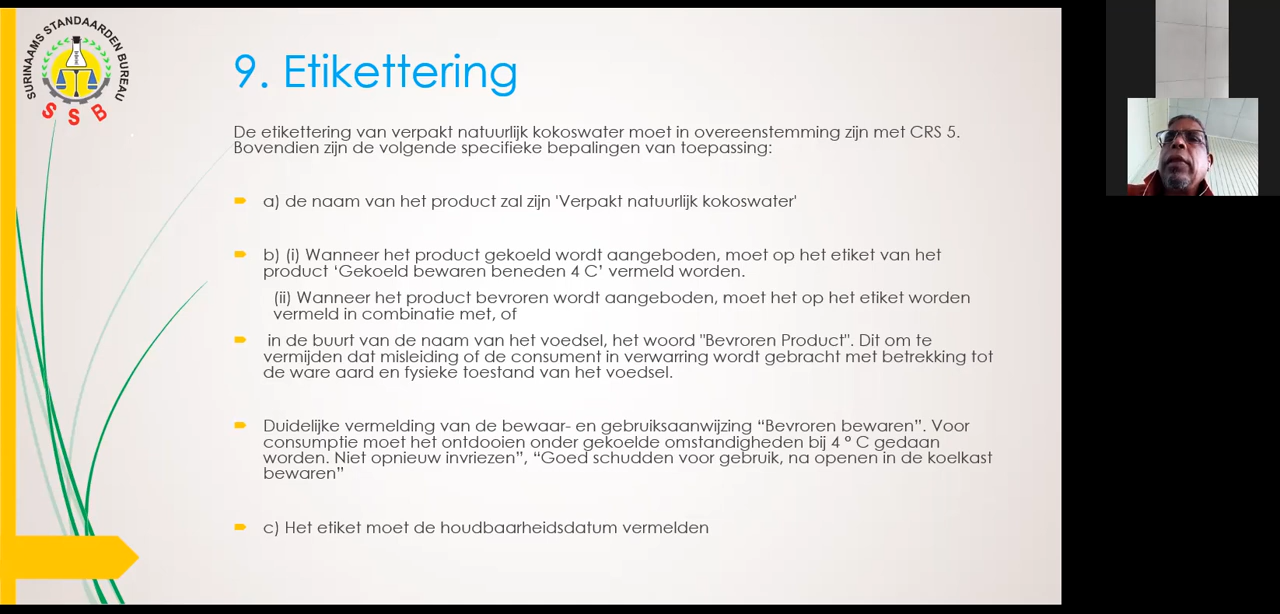 SURINAAMS STANDAARDEN BUREAU
S S B
9. Etikettering
De etikettering van verpakt natuurlijk kokoswater moet in overeenstemming zijn met CRS 5.
Bovendien zijn de volgende specifieke bepalingen van toepassing:
a) de naam van het product zal zijn 'Verpakt natuurlijk kokoswater'
b) (i) Wanneer het product gekoeld wordt aangeboden, moet op het etiket van het
product ‘Gekoeld bewaren beneden 4 C’ vermeld worden.
(ii) Wanneer het product bevroren wordt aangeboden, moet het op het etiket worden
vermeld in combinatie met, of
in de buurt van de naam van het voedsel, het woord "Bevroren Product". Dit om te
vermijden dat misleiding of de consument in verwarring wordt gebracht met betrekking tot
de ware aard en fysieke toestand van het voedsel.
Duidelijke vermelding van de bewaar- en gebruiksaanwijzing “Bevroren bewaren”. Voor
consumptie moet het ontdooien onder gekoelde omstandigheden bij 4 ° C gedaan
worden. Niet opnieuw invriezen”, “Goed schudden voor gebruik, na openen in de koelkast
bewaren”
c) Het etiket moet de houdbaarheidsdatum vermelden